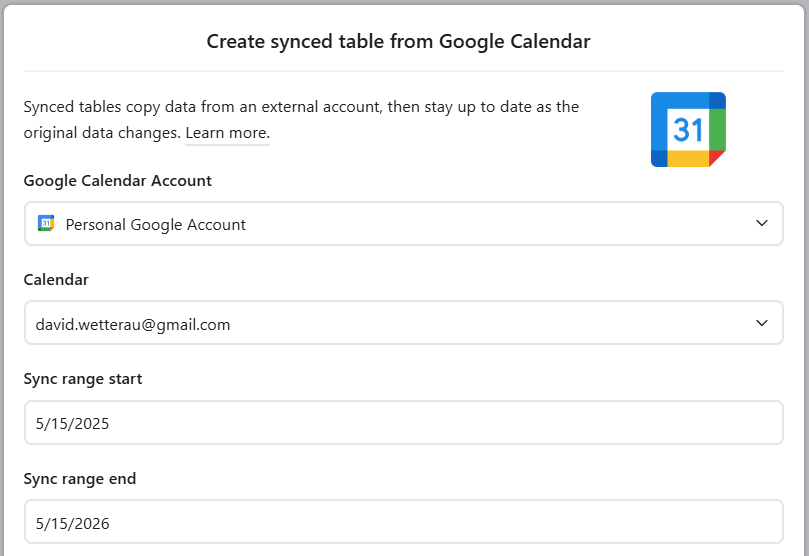 Create synced table from Google Calendar
Synced tables copy data from an external account, then stay up to date as the
original data changes. Learn more.
31
Google Calendar Account
31 Personal Google Account
Calendar
david.wetterau@gmail.com
Sync range start
5/15/2025
Sync range end
5/15/2026